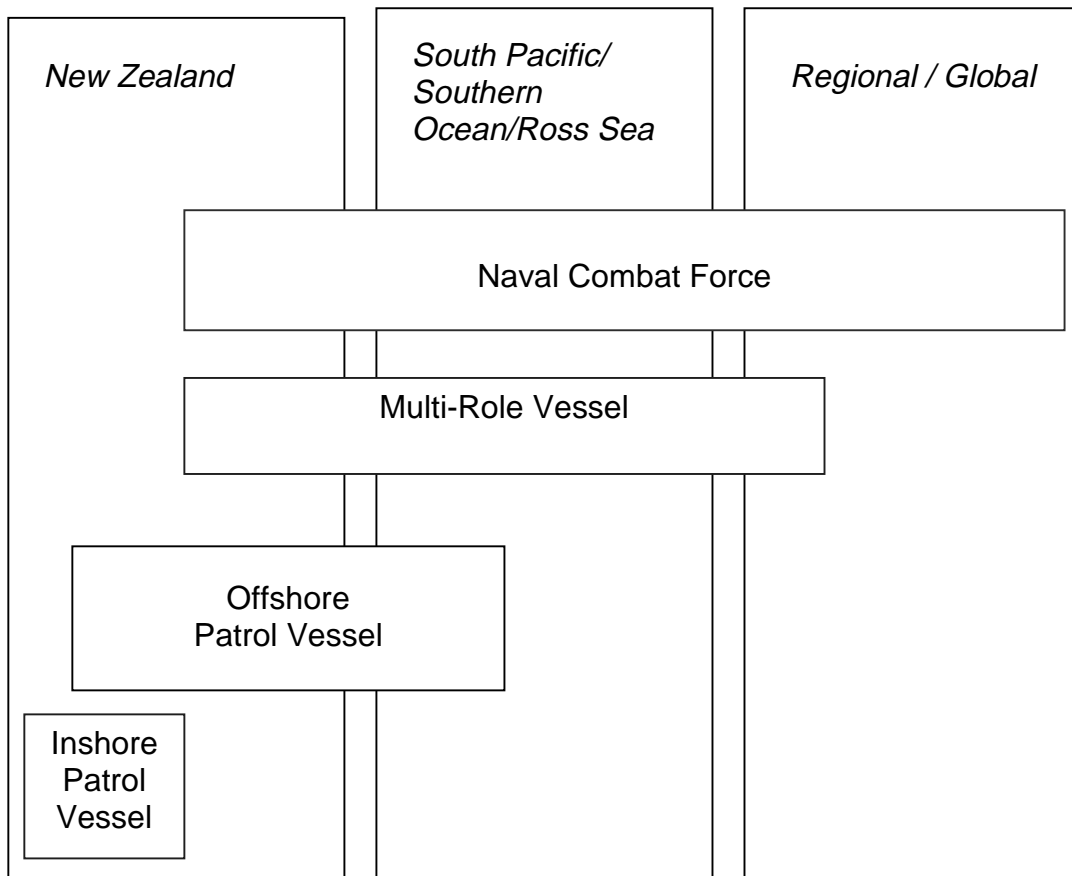 New Zealand
South Pacific/
Southern
Ocean/Ross Sea
Regional / Global
Naval Combat Force
Multi-Role Vessel
Offshore
Patrol Vessel
Inshore
Patrol
Vessel